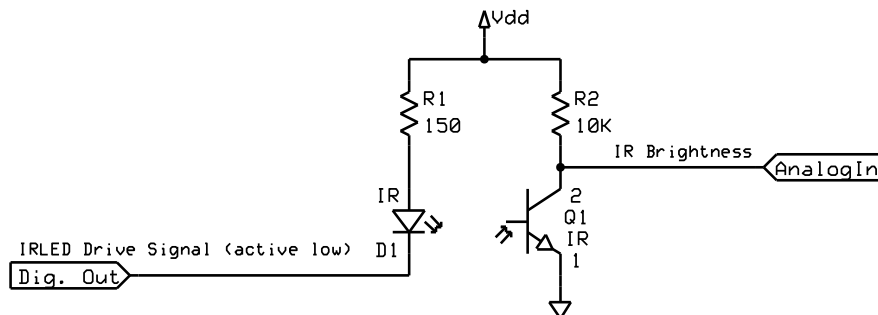 Vdd
R1
150
R2
10K
IR Brightness
AnalogIn
IR
2
Q1
IR
1
D1
IRLED Drive Signal (active low)
Dig. Out